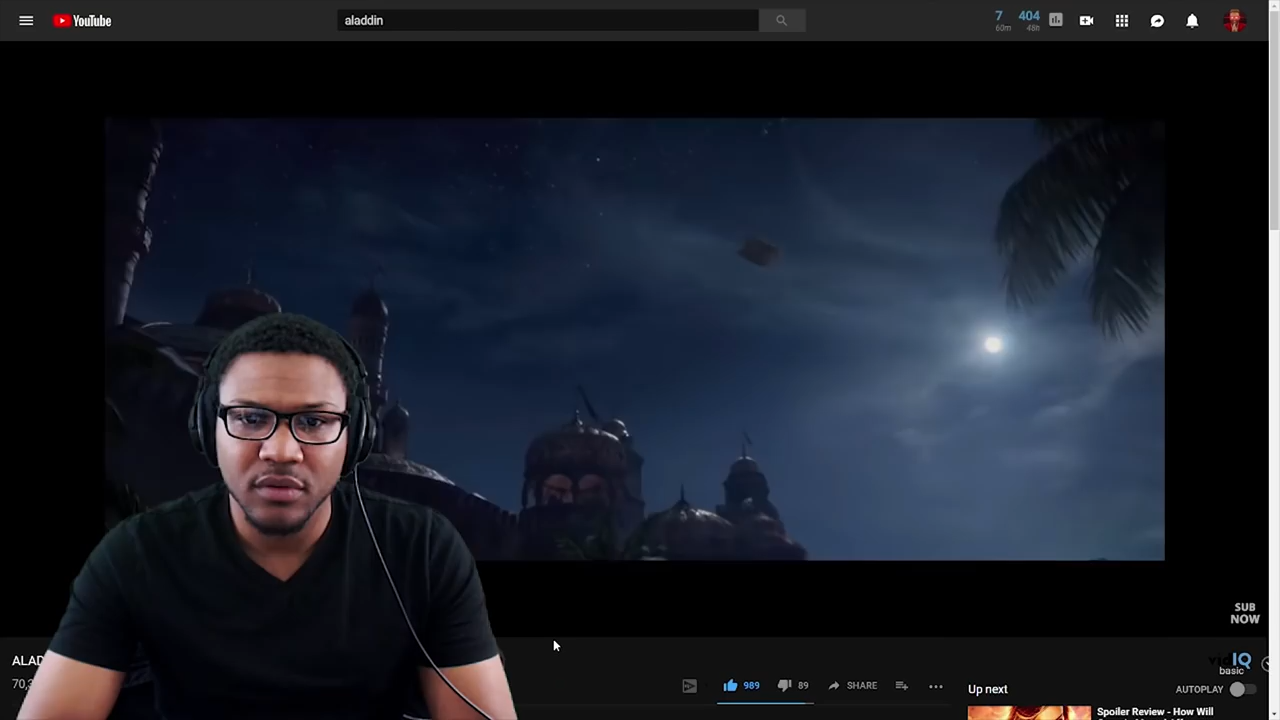 YouTube
aladdin
7
60m
404
48h
SUB
NOW
ALAD
70,
989
89
SHARE
Up next
IQ
basic
AUTOPLAY
Spoiler Review - How Will